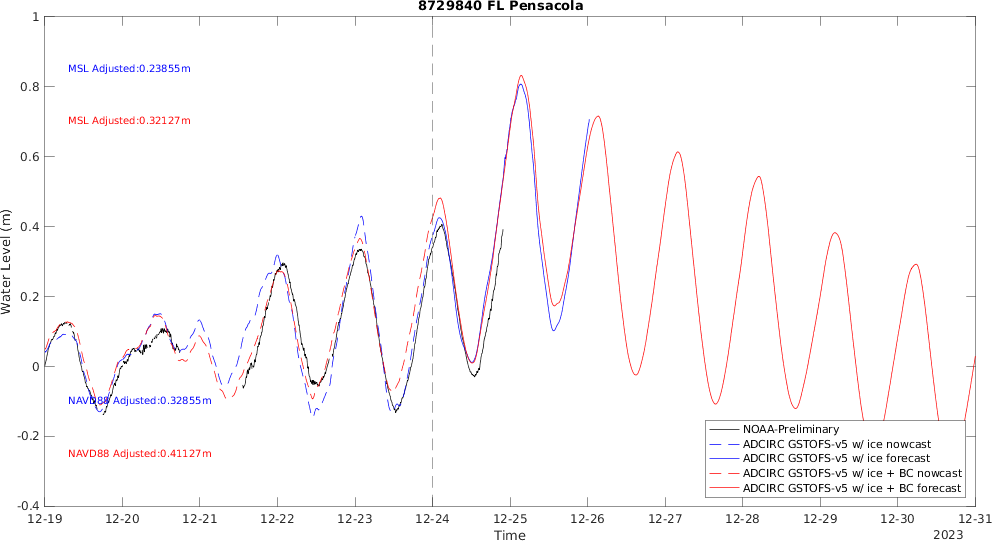 8729840 FL Pensacola
1
0.8
0.6
0.4
0.2
0
-0.2
-0.4
Water Level (m)
MSL Adjusted:0.23855m
MSL Adjusted:0.32127m
NAVD88 Adjusted:0.32855m
NAVD88 Adjusted:0.41127m
NOAA-Preliminary
ADCIRC GSTOFS-v5 w/ ice nowcast
ADCIRC GSTOFS-v5 w/ ice forecast
ADCIRC GSTOFS-v5 w/ ice + BC nowcast
ADCIRC GSTOFS-v5 w/ ice + BC forecast
12-19 12-20 12-21 12-22 12-23 12-24 12-25 12-26 12-27 12-28 12-29 12-30 12-31
Time
2023